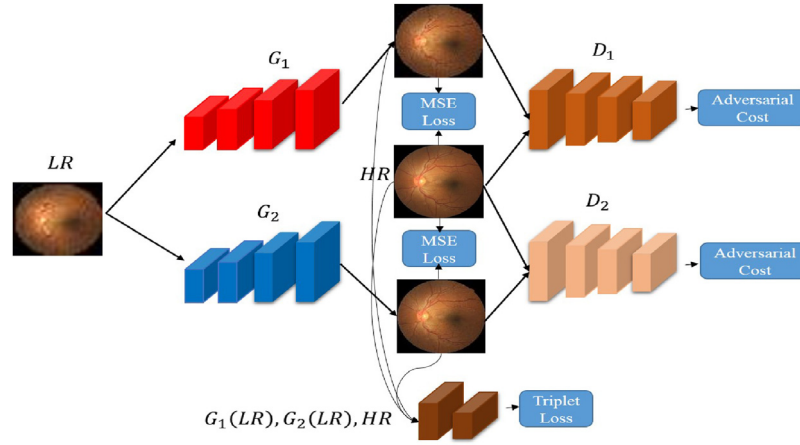 G₁
D₁
MSE
Loss
Adversarial
Cost
LR
HR
G₂
D₂
MSE
Loss
Adversarial
Cost
G₁(LR), G₂(LR), HR
Triplet
Loss